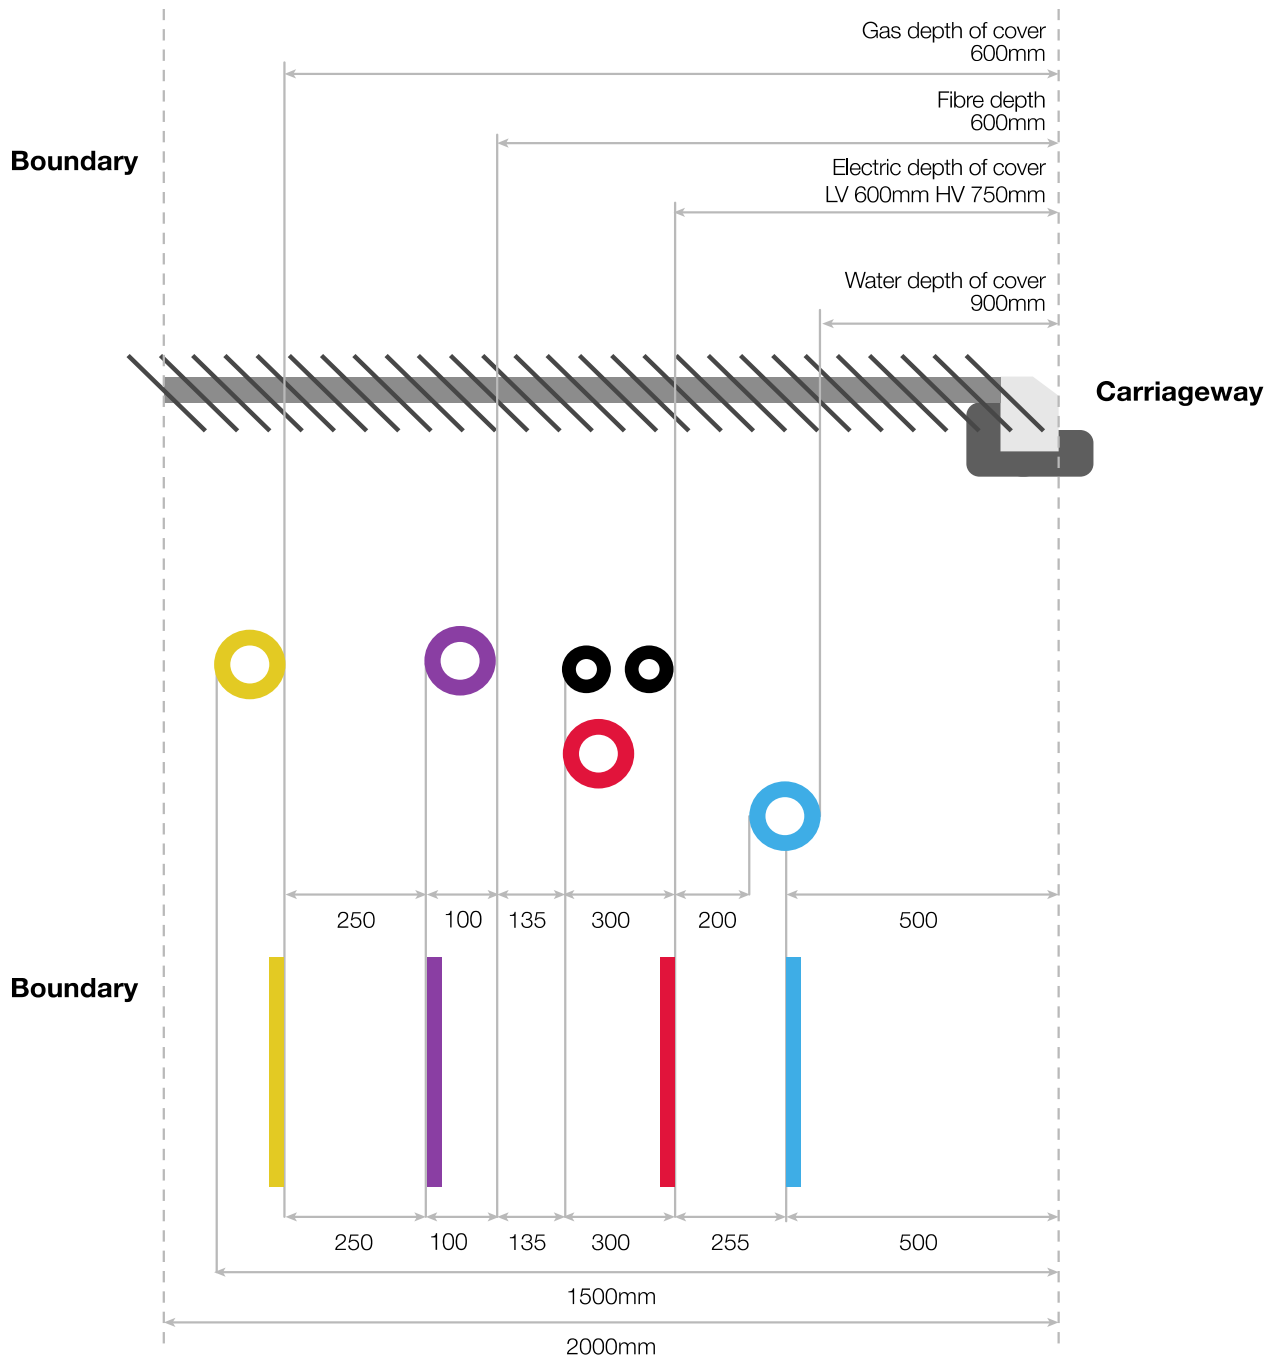 Gas depth of cover
600mm
Fibre depth
600mm
Boundary
Electric depth of cover
LV 600mm HV 750mm
Water depth of cover
900mm
Carriageway
250 100 135 300 200 500
Boundary
250 100 135 300 255 500
1500mm
2000mm